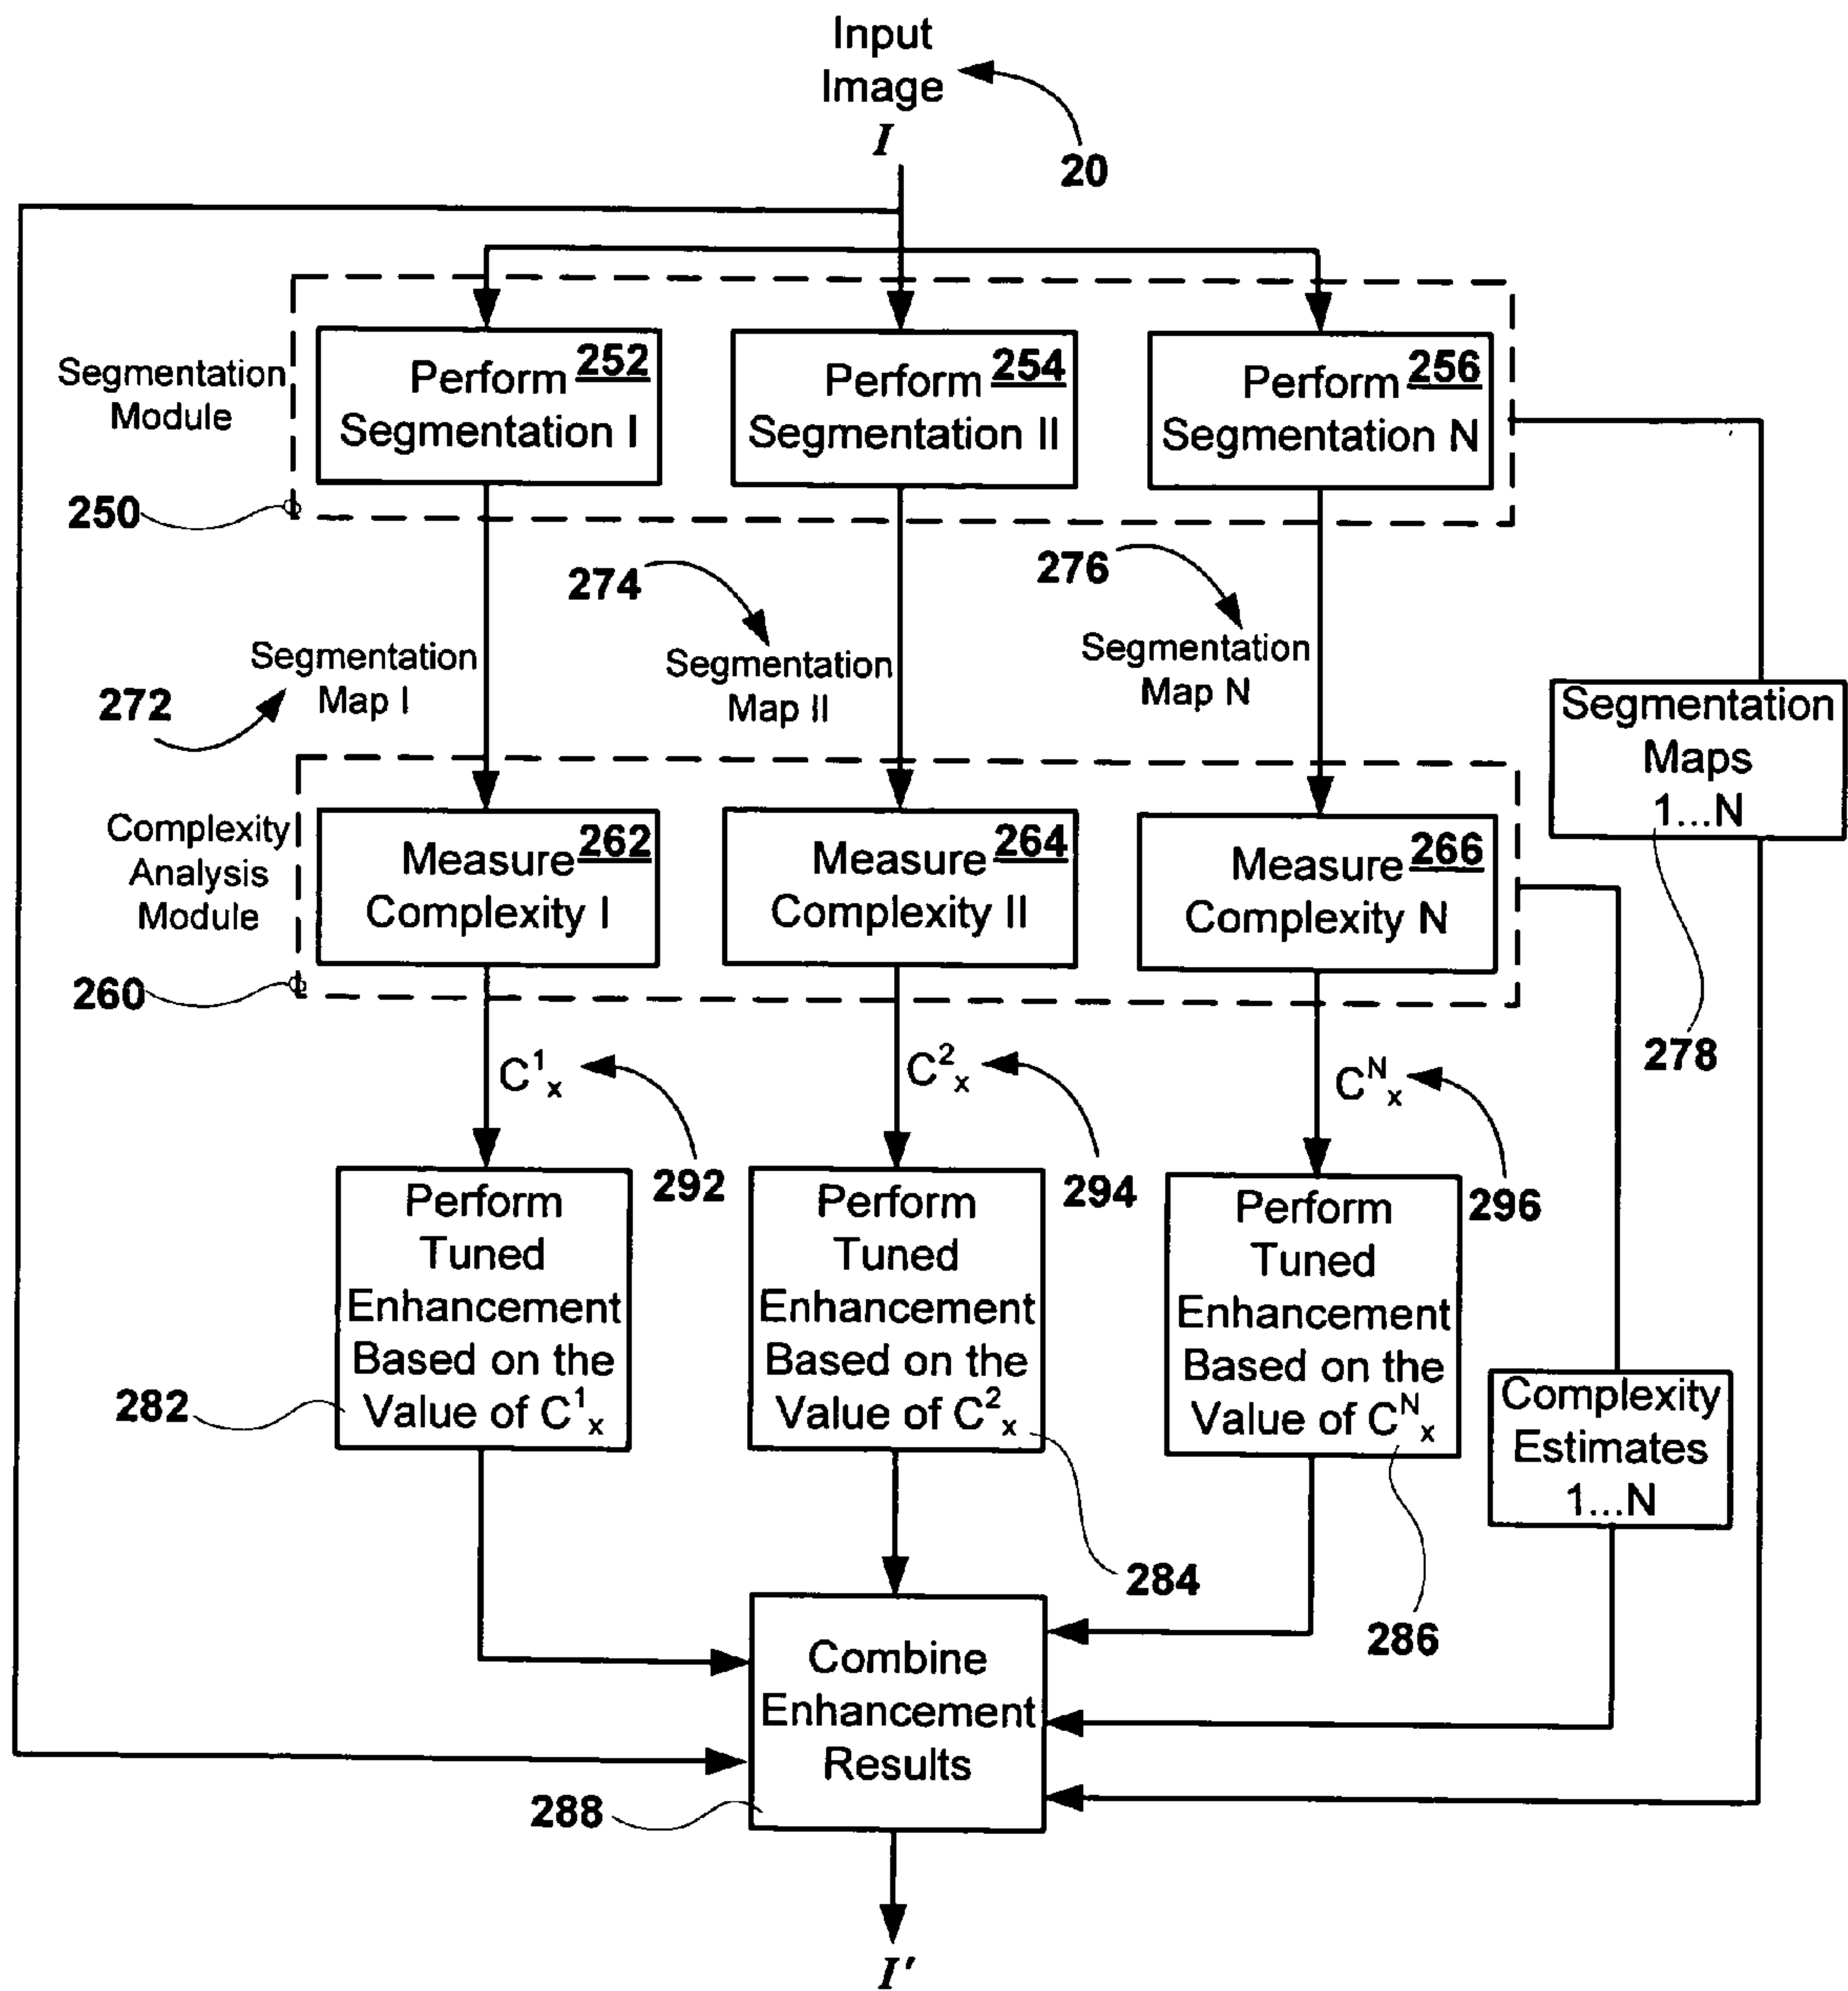 Input
Image
I
20
Segmentation
Module
250
Perform 252
Segmentation I
Perform 254
Segmentation II
Perform 256
Segmentation N
272
Segmentation
Map I
274
Segmentation
Map II
276
Segmentation
Map N
Segmentation
Maps
1...N
278
Complexity
Analysis
Module
260
Measure 262
Complexity I
Measure 264
Complexity II
Measure 266
Complexity N
C¹ₓ
292
C²ₓ
294
Cᴺₓ
296
Perform
Tuned
Enhancement
Based on the
Value of C¹ₓ
282
Perform
Tuned
Enhancement
Based on the
Value of C²ₓ
284
Perform
Tuned
Enhancement
Based on the
Value of Cᴺₓ
286
Complexity
Estimates
1...N
Combine
Enhancement
Results
288
I'